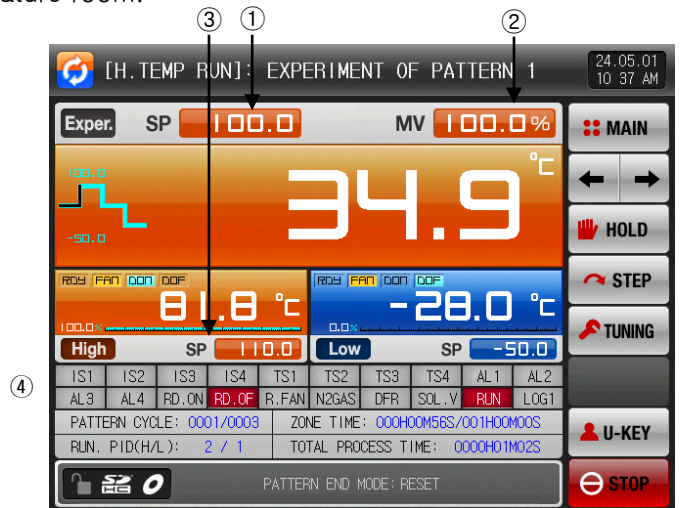 ature room.
③ ① ②
[H.TEMP RUN]: EXPERIMENT OF PATTERN 1
24.05.01
10 37 AM
Exper. SP 100.0 MV 100.0%
100.0
-50.0
34.9 °C
RDY FAN DON DOF
81.8 °C
100.0%
High SP 110.0
RDY FAN DON DOF
-28.0 °C
0.0%
Low SP -50.0
④
IS1 IS2 IS3 IS4 TS1 TS2 TS3 TS4 AL1 AL2
AL3 AL4 RD.ON RD.OF R.FAN N2GAS DFR SOL.V RUN LOG1
PATTERN CYCLE: 0001/0003 ZONE TIME: 000H00M56S/001H00M00S
RUN. PID(H/L): 2 / 1 TOTAL PROCESS TIME: 0000H01M02S
PATTERN END MODE: RESET
MAIN
HOLD
STEP
TUNING
U-KEY
STOP